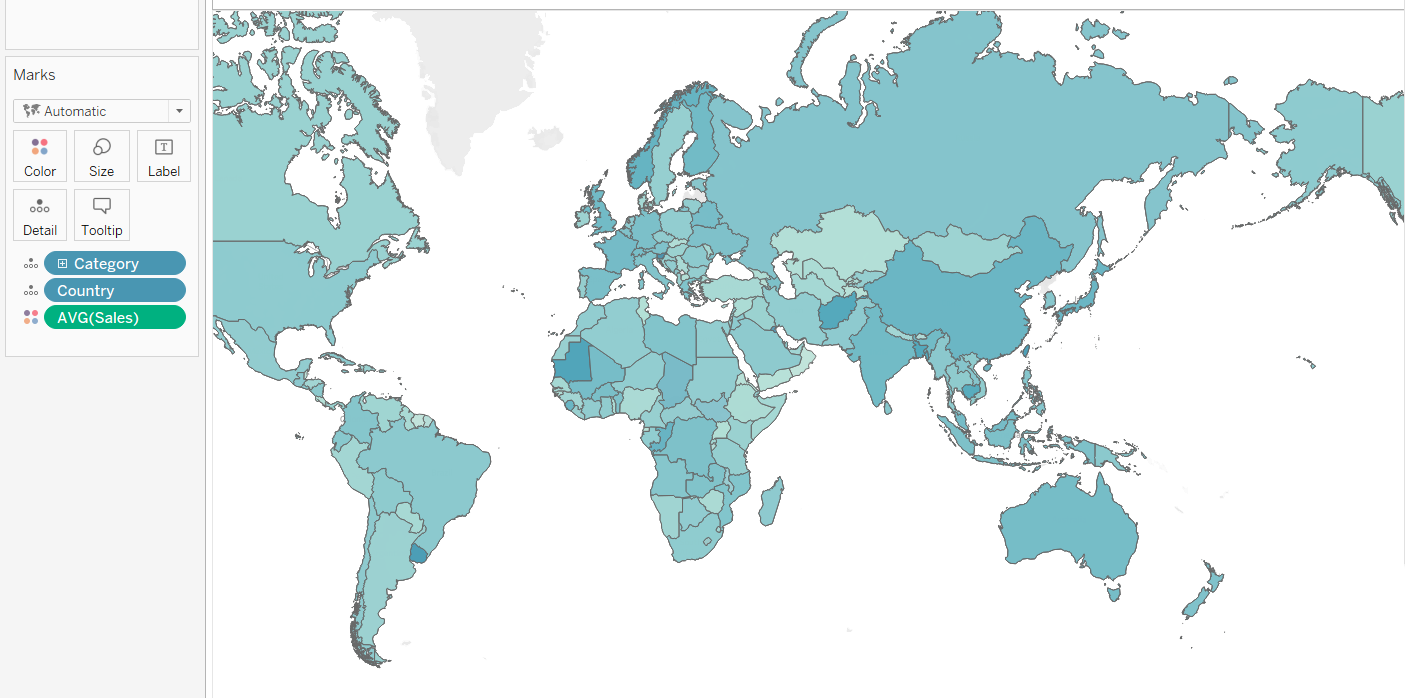 Marks
Automatic
Color
Size
Label
Detail
Tooltip
Category
Country
AVG(Sales)